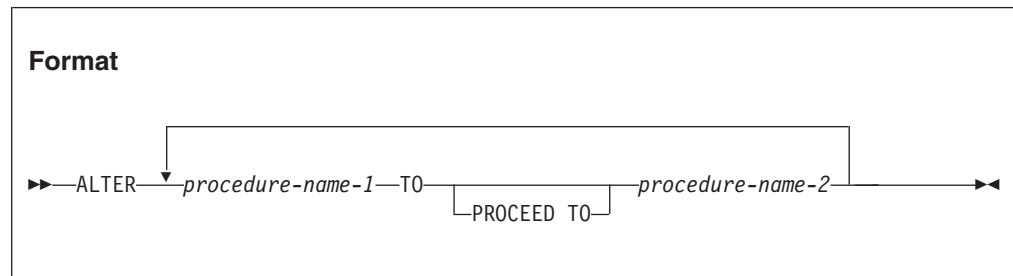 Format
ALTER procedure-name-1 TO procedure-name-2
PROCEED TO